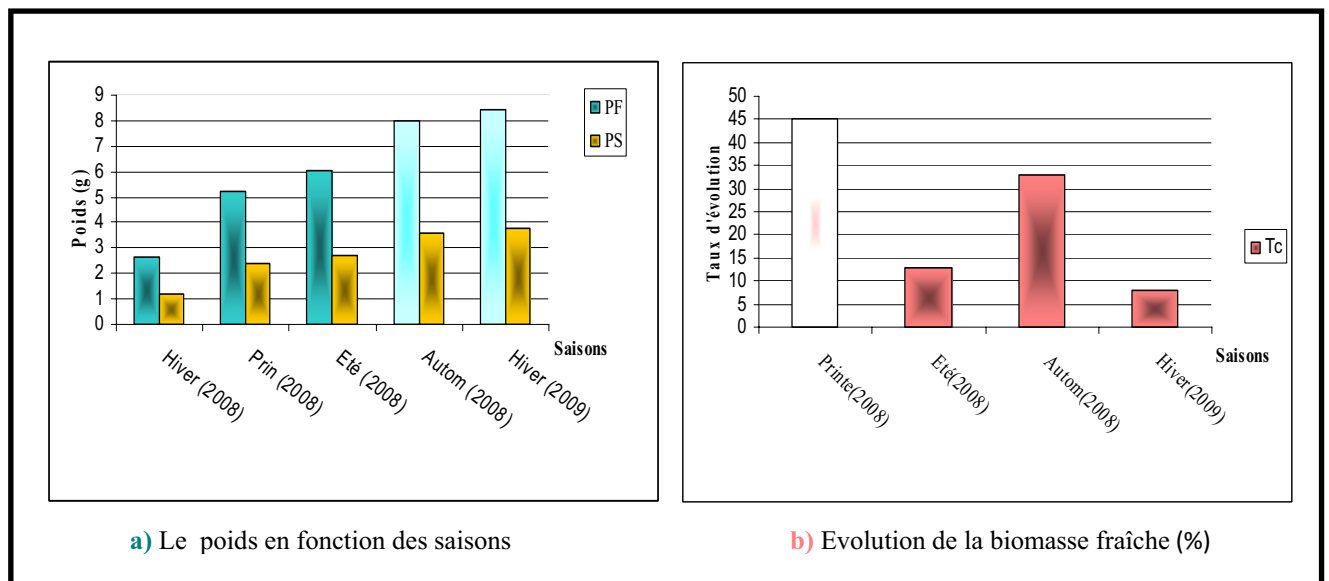 9
8
7
6
5
4
3
2
1
0
Poids (g)
PF
PS
Saisons
Hiver (2008)
Prin (2008)
Eté (2008)
Autom (2008)
Hiver (2009)
a) Le poids en fonction des saisons
50
45
40
35
30
25
20
15
10
5
0
Taux d'évolution
Tc
Saisons
Printe(2008)
Eté(2008)
Autom(2008)
Hiver(2009)
b) Evolution de la biomasse fraîche (%)